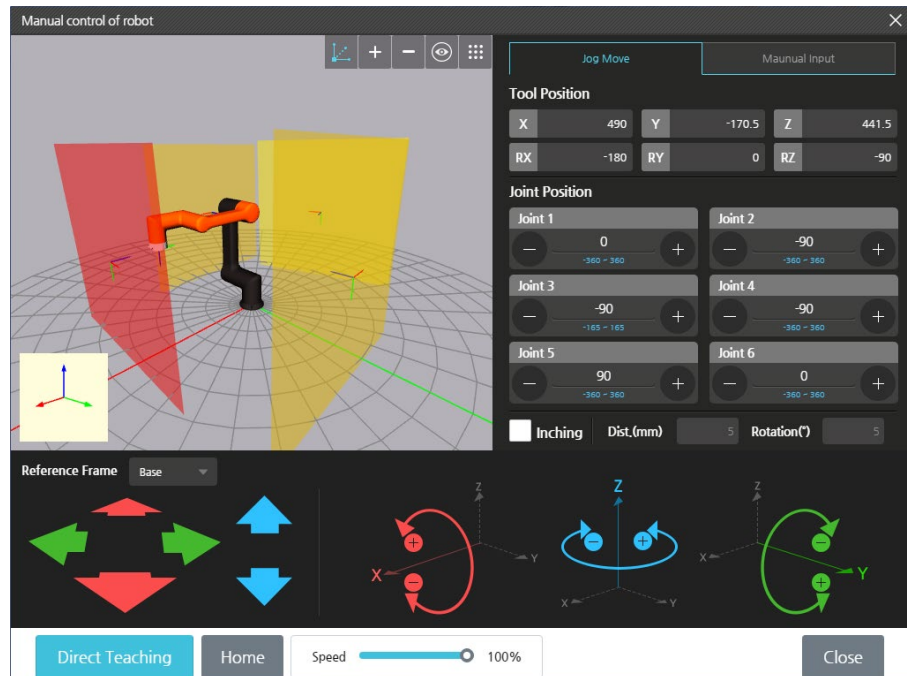 Manual control of robot
Jog Move Maunual Input
Tool Position
X 490 Y -170.5 Z 441.5
RX -180 RY 0 RZ -90
Joint Position
Joint 1 Joint 2
0 -90
-360 ~ 360 -360 ~ 360
Joint 3 Joint 4
-90 -90
-165 ~ 165 -360 ~ 360
Joint 5 Joint 6
90 0
-360 ~ 360 -360 ~ 360
Inching Dist.(mm) 5 Rotation(°) 5
Reference Frame Base
Z Z Z
X Y X Y X Y
Direct Teaching Home Speed 100% Close